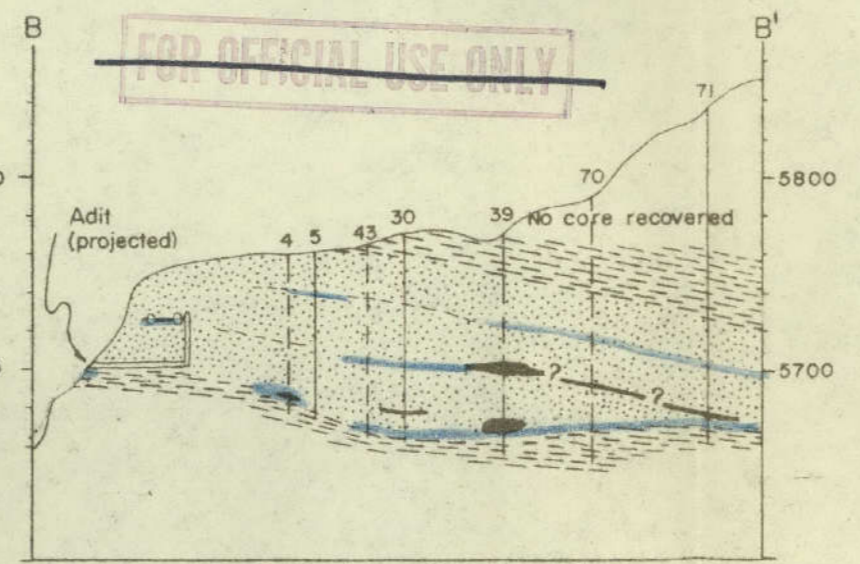 B B'
FOR OFFICIAL USE ONLY
71
5800
70
Adit
(projected)
4 5 43 30 39 No core recovered
5700
?
?